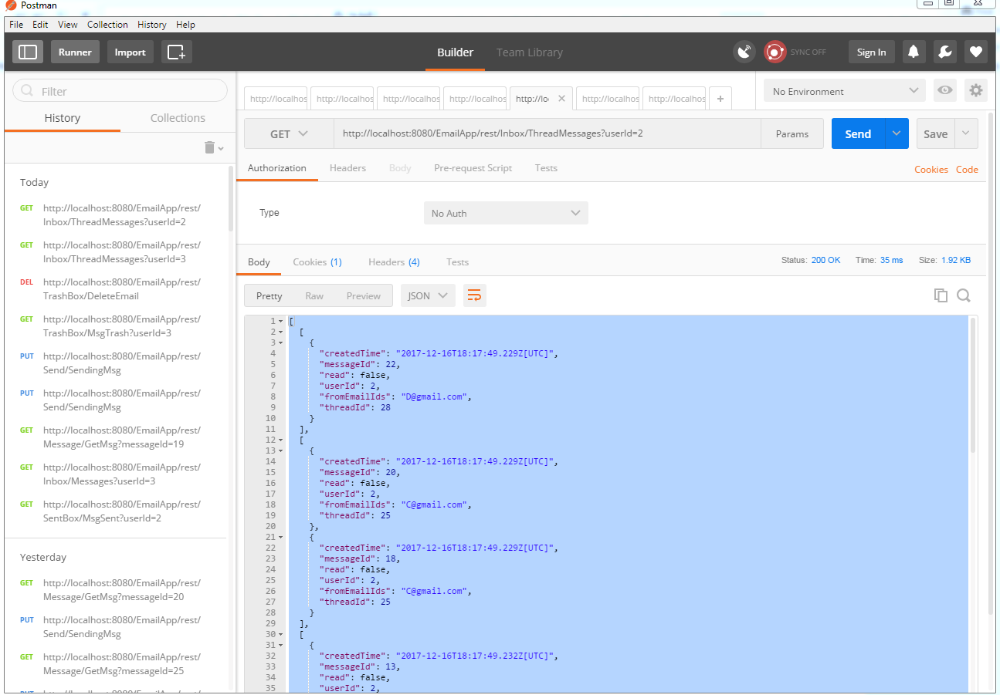 Postman
File Edit View Collection History Help
Runner Import Builder Team Library SYNC OFF Sign In
Filter
History Collections
Today
GET http://localhost:8080/EmailApp/rest/
Inbox/ThreadMessages?userId=2
GET http://localhost:8080/EmailApp/rest/
Inbox/ThreadMessages?userId=3
DEL http://localhost:8080/EmailApp/rest/
TrashBox/DeleteEmail
GET http://localhost:8080/EmailApp/rest/
TrashBox/MsgTrash?userId=3
PUT http://localhost:8080/EmailApp/rest/
Send/SendingMsg
PUT http://localhost:8080/EmailApp/rest/
Send/SendingMsg
GET http://localhost:8080/EmailApp/rest/
Message/GetMsg?messageId=19
GET http://localhost:8080/EmailApp/rest/
Inbox/Messages?userId=3
GET http://localhost:8080/EmailApp/rest/
SentBox/MsgSent?userId=2
Yesterday
GET http://localhost:8080/EmailApp/rest/
Message/GetMsg?messageId=20
PUT http://localhost:8080/EmailApp/rest/
Send/SendingMsg
GET http://localhost:8080/EmailApp/rest/
Message/GetMsg?messageId=25
http://localhos http://localhos http://localhos http://localhos http://lo × http://localhos http://localhos +
No Environment
GET http://localhost:8080/EmailApp/rest/Inbox/ThreadMessages?userId=2 Params Send Save
Authorization Headers Body Pre-request Script Tests Cookies Code
Type No Auth
Body Cookies (1) Headers (4) Tests Status: 200 OK Time: 35 ms Size: 1.92 KB
Pretty Raw Preview JSON
1 [
2 [
3 {
4 "createdTime": "2017-12-16T18:17:49.229Z[UTC]",
5 "messageId": 22,
6 "read": false,
7 "userId": 2,
8 "fromEmailIds": "D@gmail.com",
9 "threadId": 28
10 }
11 ],
12 [
13 {
14 "createdTime": "2017-12-16T18:17:49.229Z[UTC]",
15 "messageId": 20,
16 "read": false,
17 "userId": 2,
18 "fromEmailIds": "C@gmail.com",
19 "threadId": 25
20 },
21 {
22 "createdTime": "2017-12-16T18:17:49.229Z[UTC]",
23 "messageId": 18,
24 "read": false,
25 "userId": 2,
26 "fromEmailIds": "C@gmail.com",
27 "threadId": 25
28 }
29 ],
30 [
31 {
32 "createdTime": "2017-12-16T18:17:49.232Z[UTC]",
33 "messageId": 13,
34 "read": false,
35 "userId": 2,